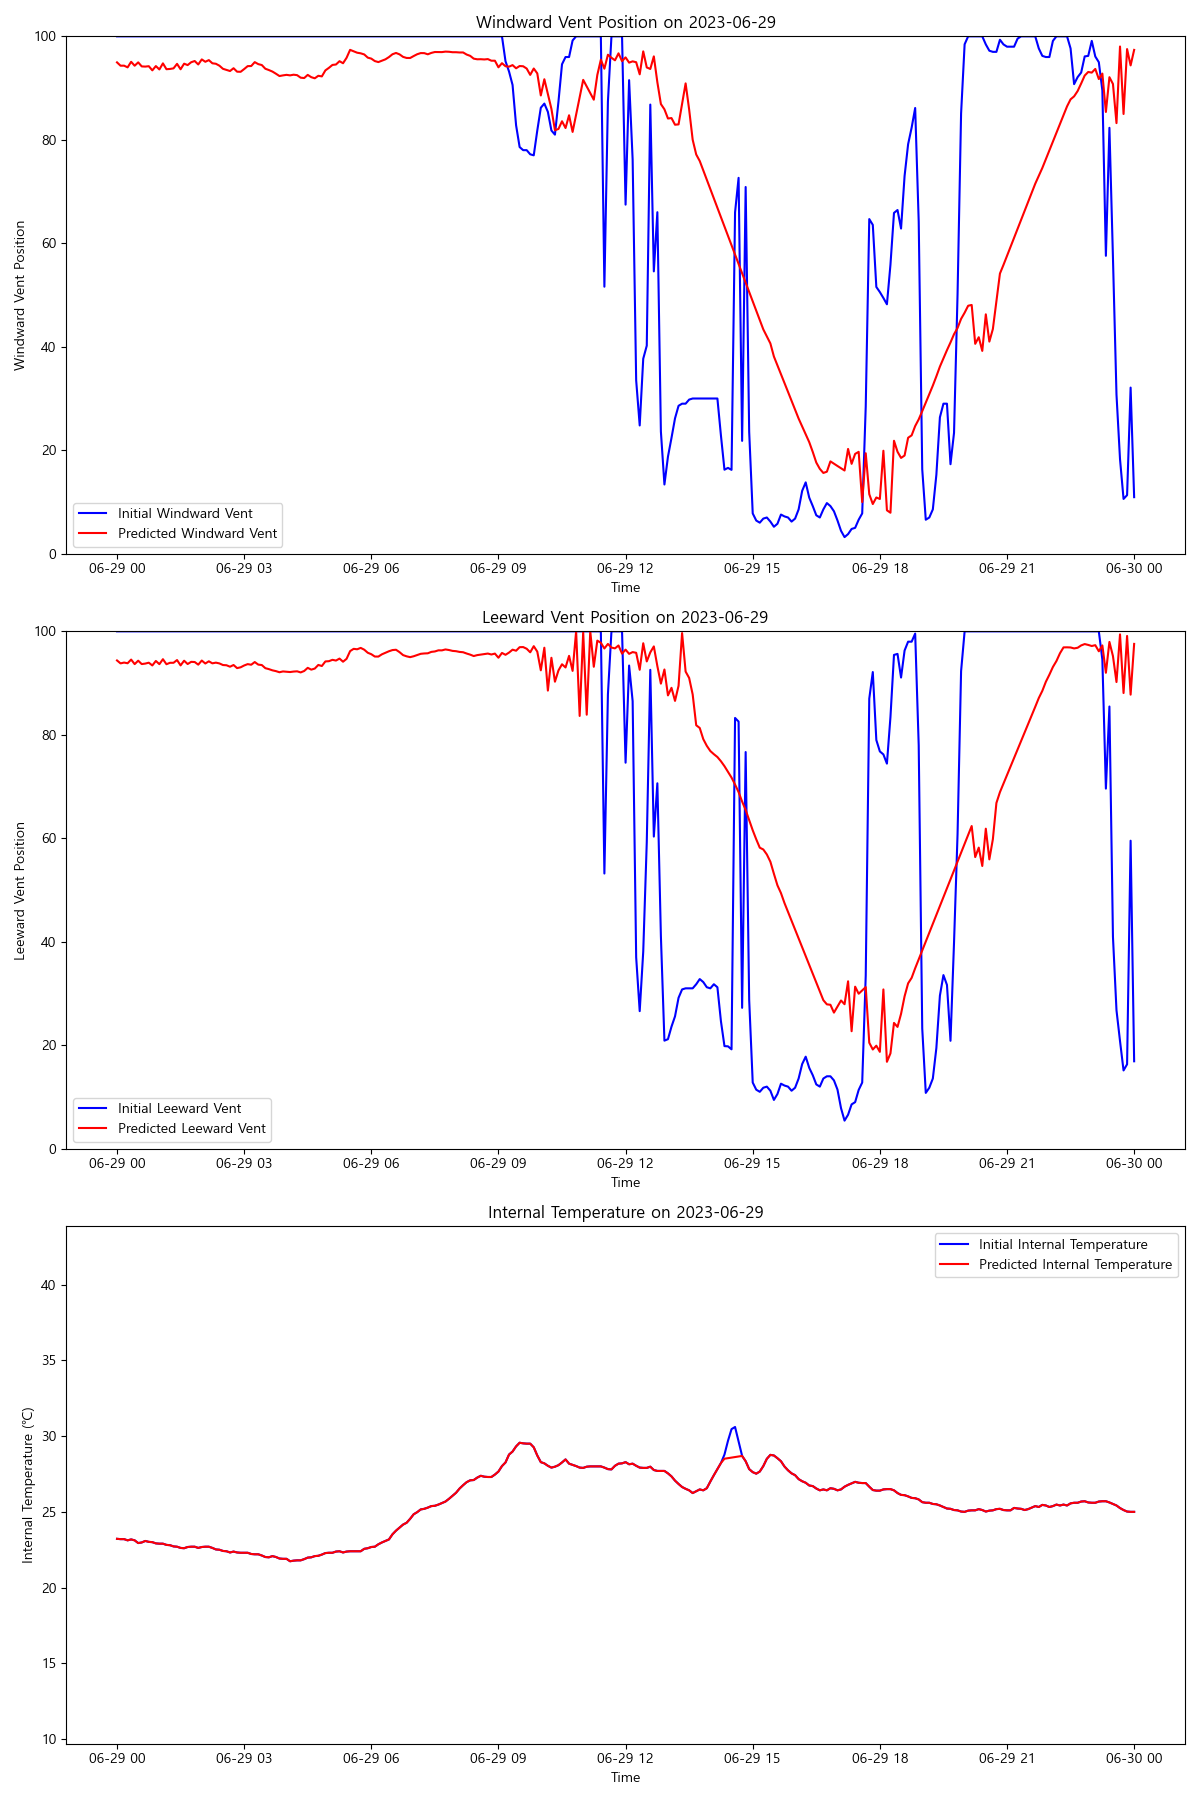 Windward Vent Position on 2023-06-29
100
80
60
40
20
0
Windward Vent Position
Initial Windward Vent
Predicted Windward Vent
06-29 00 06-29 03 06-29 06 06-29 09 06-29 12 06-29 15 06-29 18 06-29 21 06-30 00
Time
Leeward Vent Position on 2023-06-29
100
80
60
40
20
0
Leeward Vent Position
Initial Leeward Vent
Predicted Leeward Vent
06-29 00 06-29 03 06-29 06 06-29 09 06-29 12 06-29 15 06-29 18 06-29 21 06-30 00
Time
Internal Temperature on 2023-06-29
Initial Internal Temperature
Predicted Internal Temperature
40
35
30
25
20
15
10
Internal Temperature (℃)
06-29 00 06-29 03 06-29 06 06-29 09 06-29 12 06-29 15 06-29 18 06-29 21 06-30 00
Time